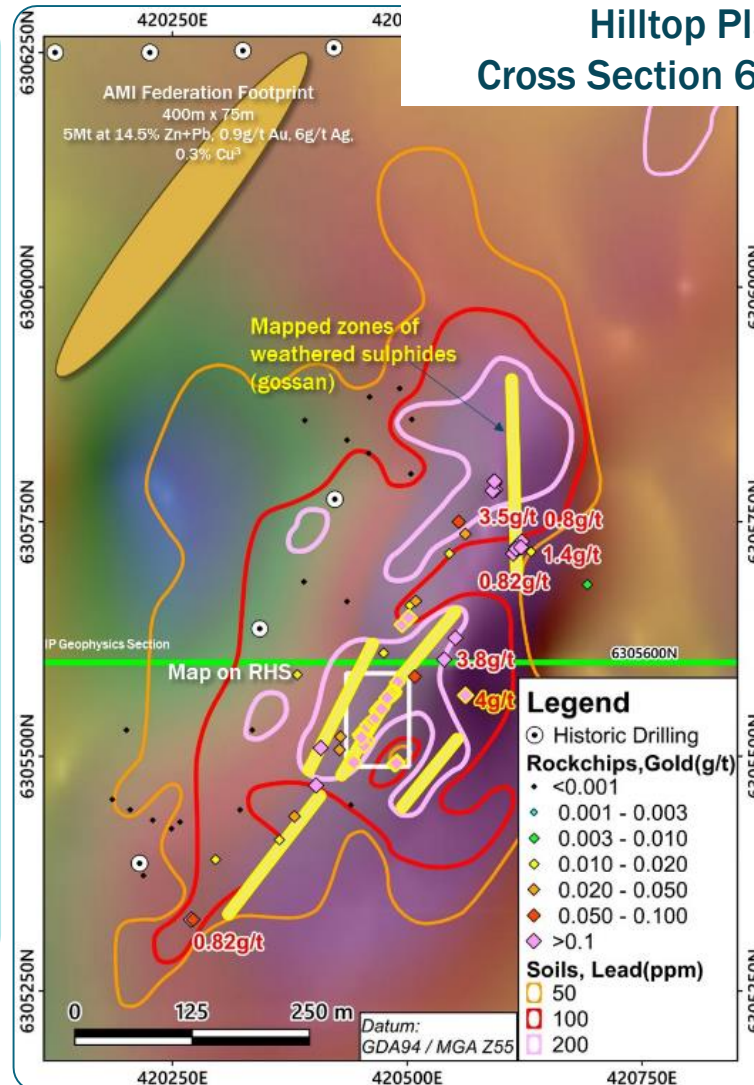 Hilltop Pl
Cross Section 6
420250E
6306250N
AMI Federation Footprint
400m x 75m
5Mt at 14.5% Zn+Pb, 0.9g/t Au, 6g/t Ag,
0.3% Cu³
6306000N
6306000N
Mapped zones of
weathered sulphides
(gossan)
6305750N
6305750N
3.5g/t 0.8g/t
1.4g/t
0.82g/t
IP Geophysics Section
6305600N
Map on RHS
3.8g/t
4g/t
6305500N
6305500N
0.82g/t
6305250N
Legend
Historic Drilling
Rockchips,Gold(g/t)
<0.001
0.001 - 0.003
0.003 - 0.010
0.010 - 0.020
0.020 - 0.050
0.050 - 0.100
>0.1
Soils, Lead(ppm)
50
100
200
0 125 250 m
Datum:
GDA94 / MGA Z55
420250E 420500E 420750E